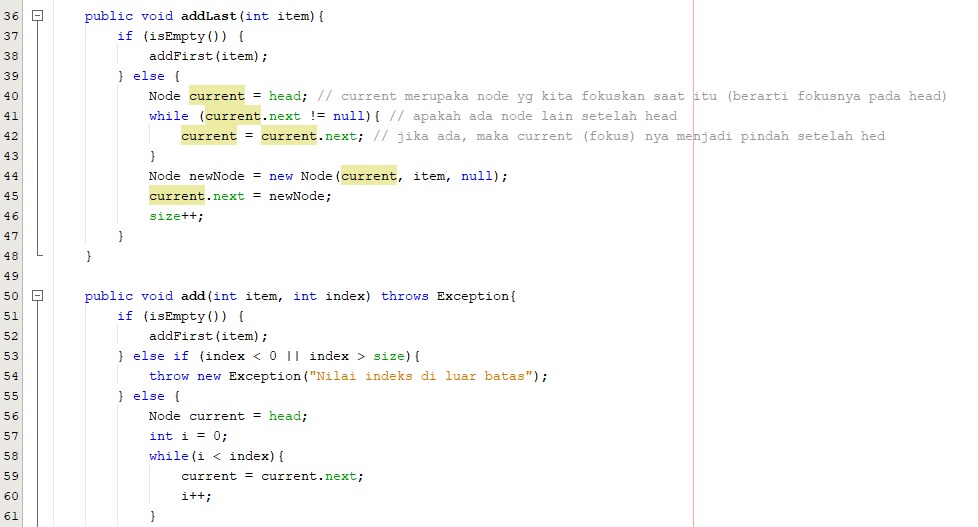 36 public void addLast(int item){
37 if (isEmpty()) {
38 addFirst(item);
39 } else {
40 Node current = head; // current merupaka node yg kita fokuskan saat itu (berarti fokusnya pada head)
41 while (current.next != null){ // apakah ada node lain setelah head
42 current = current.next; // jika ada, maka current (fokus) nya menjadi pindah setelah hed
43 }
44 Node newNode = new Node(current, item, null);
45 current.next = newNode;
46 size++;
47 }
48 }
49
50 public void add(int item, int index) throws Exception{
51 if (isEmpty()) {
52 addFirst(item);
53 } else if (index < 0 || index > size){
54 throw new Exception("Nilai indeks di luar batas");
55 } else {
56 Node current = head;
57 int i = 0;
58 while(i < index){
59 current = current.next;
60 i++;
61 }